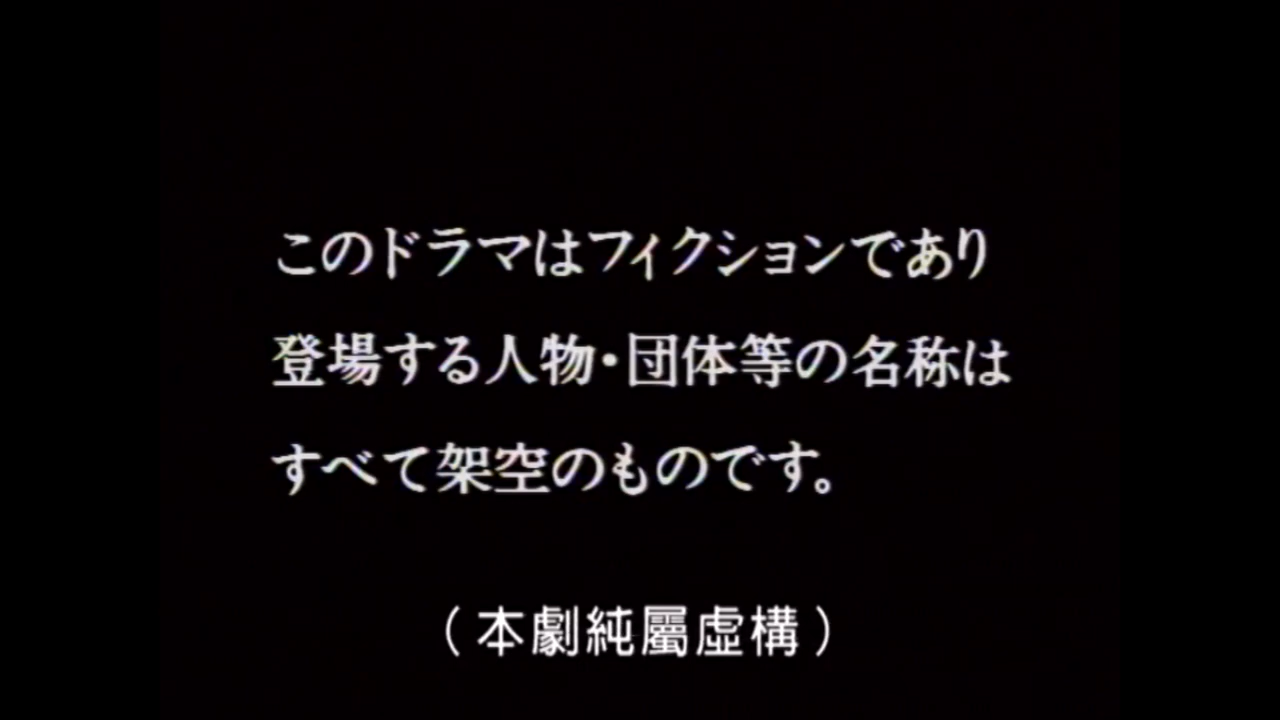 このドラマはフィクションであり
登場する人物・団体等の名称は
すべて架空のものです。
（本劇純屬虛構）